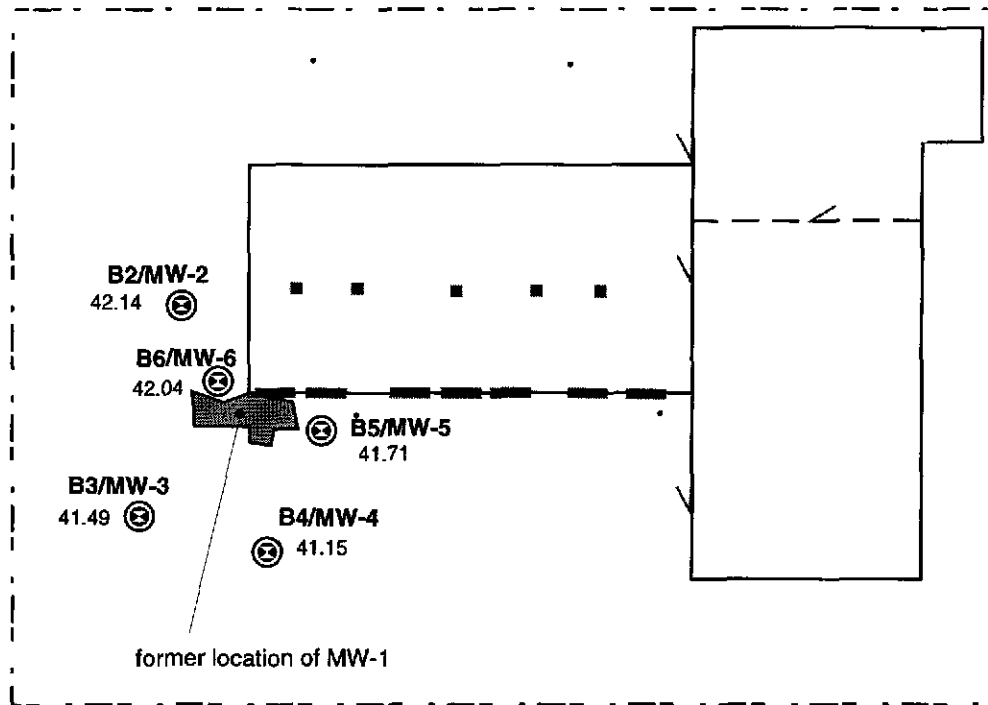 B2/MW-2
42.14
B6/MW-6
42.04
B5/MW-5
41.71
B3/MW-3
41.49
B4/MW-4
41.15
former location of MW-1